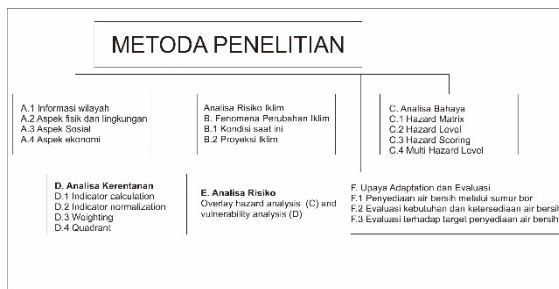 METODA PENELITIAN
A.1 Informasi wilayah
A.2 Aspek fisik dan lingkungan
A.3 Aspek Sosial
A.4 Aspek ekonomi
Analisa Risiko Iklim
B. Fenomena Perubahan Iklim
B.1 Kondisi saat ini
B.2 Proyeksi Iklim
C. Analisa Bahaya
C.1 Hazard Matrix
C.2 Hazard Level
C.3 Hazard Scoring
C.4 Multi Hazard Level
D. Analisa Kerentanan
D.1 Indicator calculation
D.2 Indicator normalization
D.3 Weighting
D.4 Quadrant
E. Analisa Risiko
Overlay hazard analysis (C) and
vulnerability analysis (D)
F. Upaya Adaptation dan Evaluasi
F.1 Penyediaan air bersih melalui sumur bor
F.2 Evaluasi kebutuhan dan ketersediaan air bersih
F.3 Evaluasi terhadap target penyediaan air bersih